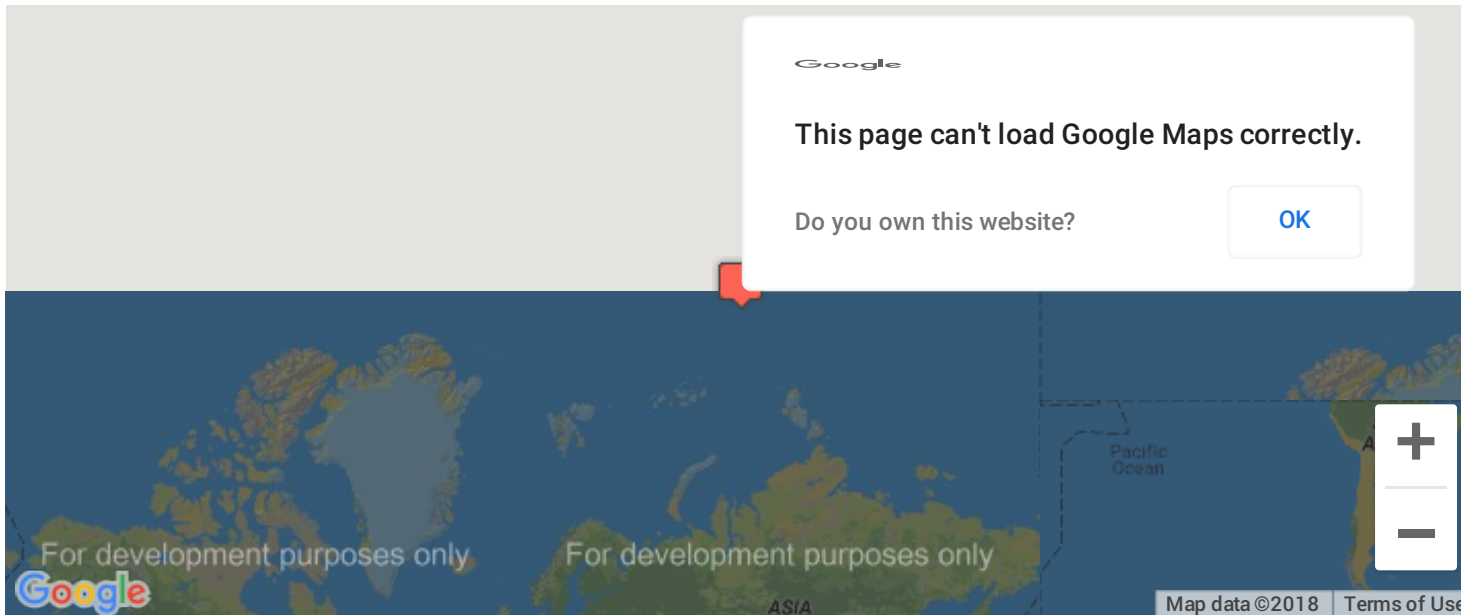 Google
This page can't load Google Maps correctly.
Do you own this website?
OK
Pacific
Ocean
A
For development purposes only
For development purposes only
Google
ASIA
Map data ©2018
Terms of Use